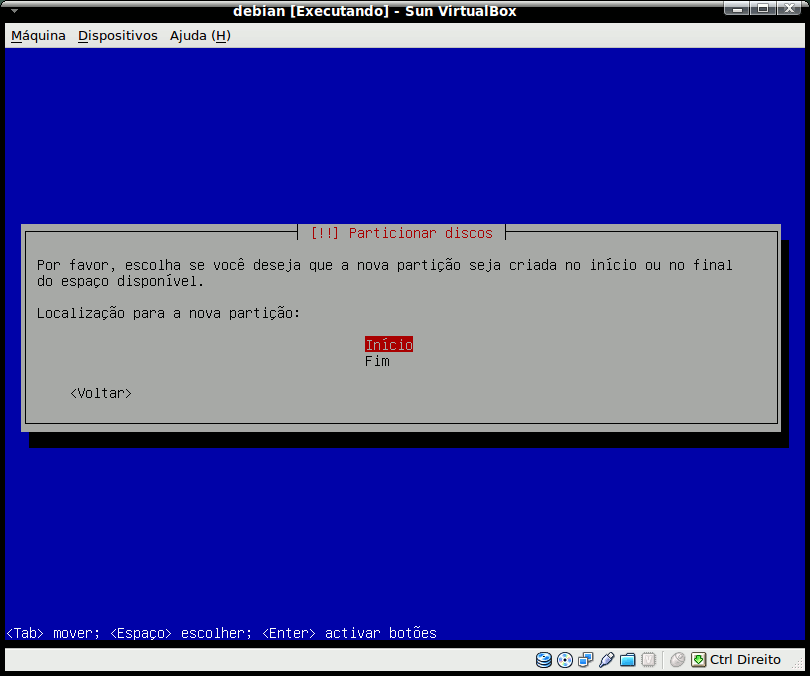 debian [Executando] - Sun VirtualBox
Máquina Dispositivos Ajuda (H)
[!!] Particionar discos
Por favor, escolha se você deseja que a nova partição seja criada no início ou no final
do espaço disponível.
Localização para a nova partição:
Início
Fim
<Voltar>
<Tab> mover; <Espaço> escolher; <Enter> activar botões
Ctrl Direito